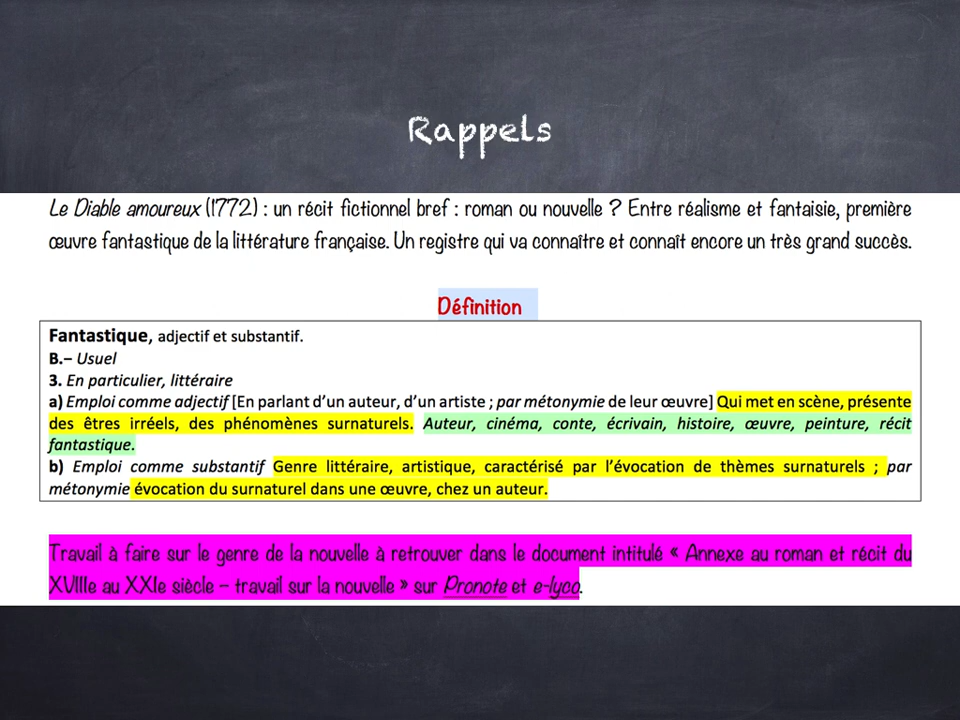 Rappels
Le Diable amoureux (1772) : un récit fictionnel bref : roman ou nouvelle ? Entre réalisme et fantaisie, première
œuvre fantastique de la littérature française. Un registre qui va connaître et connaît encore un très grand succès.
Définition
Fantastique, adjectif et substantif.
B.– Usuel
3. En particulier, littéraire
a) Emploi comme adjectif [En parlant d’un auteur, d’un artiste ; par métonymie de leur œuvre] Qui met en scène, présente
des êtres irréels, des phénomènes surnaturels. Auteur, cinéma, conte, écrivain, histoire, œuvre, peinture, récit
fantastique.
b) Emploi comme substantif Genre littéraire, artistique, caractérisé par l’évocation de thèmes surnaturels ; par
métonymie évocation du surnaturel dans une œuvre, chez un auteur.
Travail à faire sur le genre de la nouvelle à retrouver dans le document intitulé « Annexe au roman et récit du
XVIIIe au XXIe siècle – travail sur la nouvelle » sur Pronote et e-lyco.